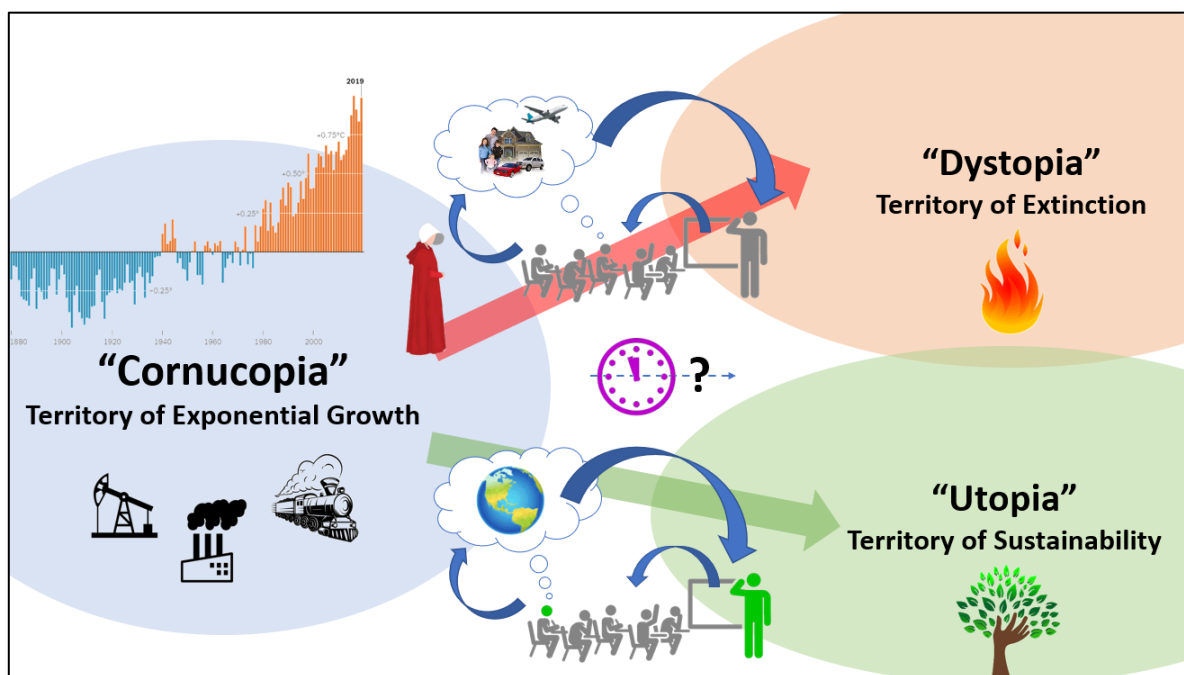 2019
+0.75°C
+0.50°
+0.25°
-0.25°
1880
1900
1920
1940
1960
1980
2000
“Cornucopia”
Territory of Exponential Growth
?
“Dystopia”
Territory of Extinction
“Utopia”
Territory of Sustainability